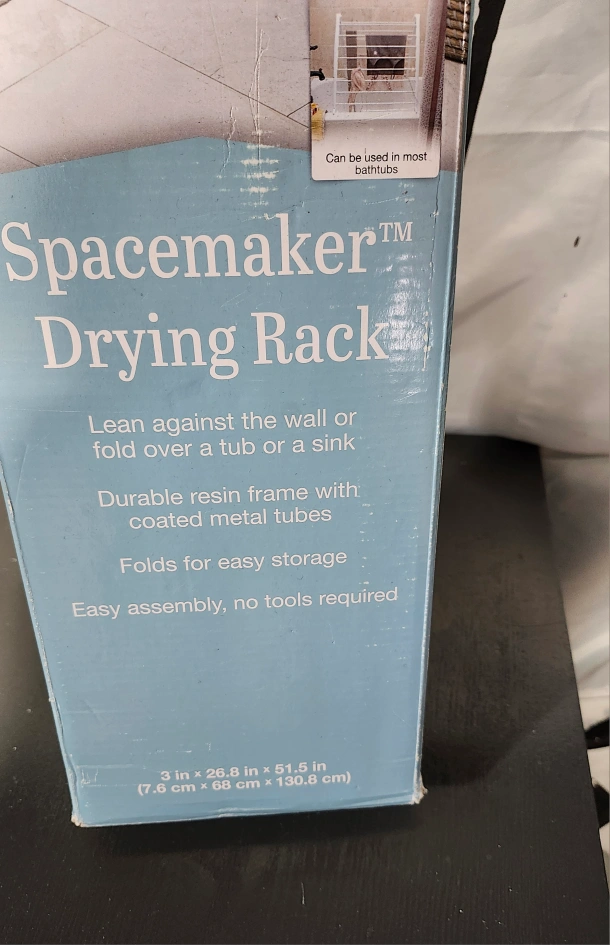 Can be used in most
bathtubs
Spacemaker™
Drying Rack
Lean against the wall or
fold over a tub or a sink
Durable resin frame with
coated metal tubes
Folds for easy storage
Easy assembly, no tools required
3 in × 26.8 in × 51.5 in
(7.6 cm × 68 cm × 130.8 cm)